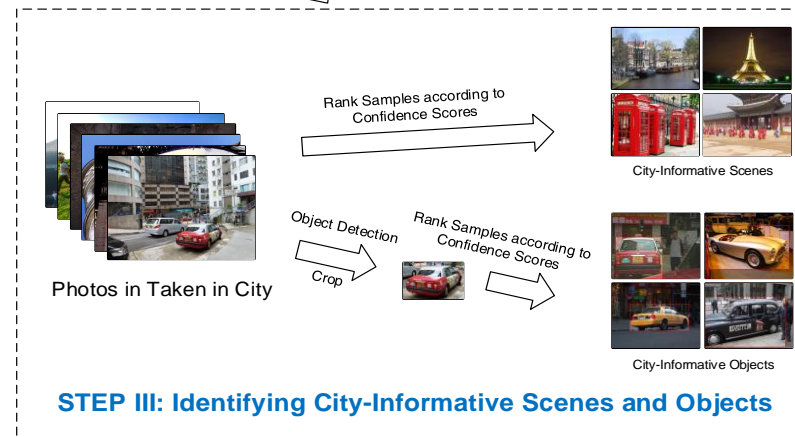 Rank Samples according to
Confidence Scores
City-Informative Scenes
Object Detection
Crop
Rank Samples according to
Confidence Scores
Photos in Taken in City
City-Informative Objects
STEP III: Identifying City-Informative Scenes and Objects